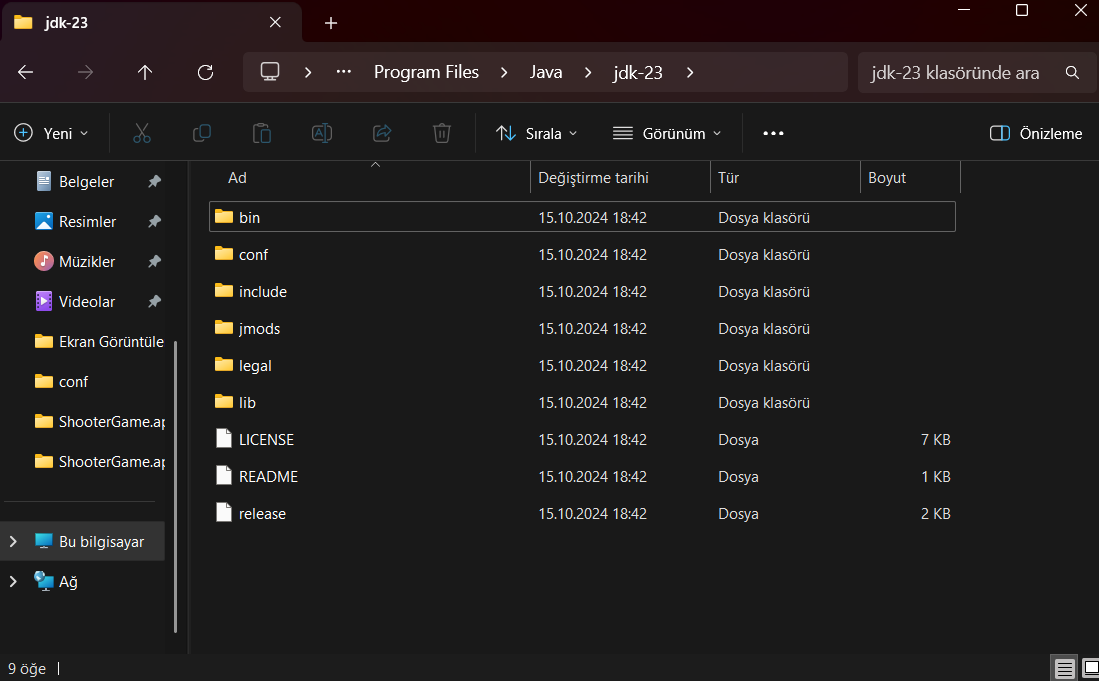 jdk-23
Program Files
Java
jdk-23
jdk-23 klasöründe ara
Yeni
Sırala
Görünüm
Önizleme
Belgeler
Resimler
Müzikler
Videolar
Ekran Görüntüle
conf
ShooterGame.ap
ShooterGame.ap
Bu bilgisayar
Ağ
Ad Değiştirme tarihi Tür Boyut
bin 15.10.2024 18:42 Dosya klasörü
conf 15.10.2024 18:42 Dosya klasörü
include 15.10.2024 18:42 Dosya klasörü
jmods 15.10.2024 18:42 Dosya klasörü
legal 15.10.2024 18:42 Dosya klasörü
lib 15.10.2024 18:42 Dosya klasörü
LICENSE 15.10.2024 18:42 Dosya 7 KB
README 15.10.2024 18:42 Dosya 1 KB
release 15.10.2024 18:42 Dosya 2 KB
9 öğe